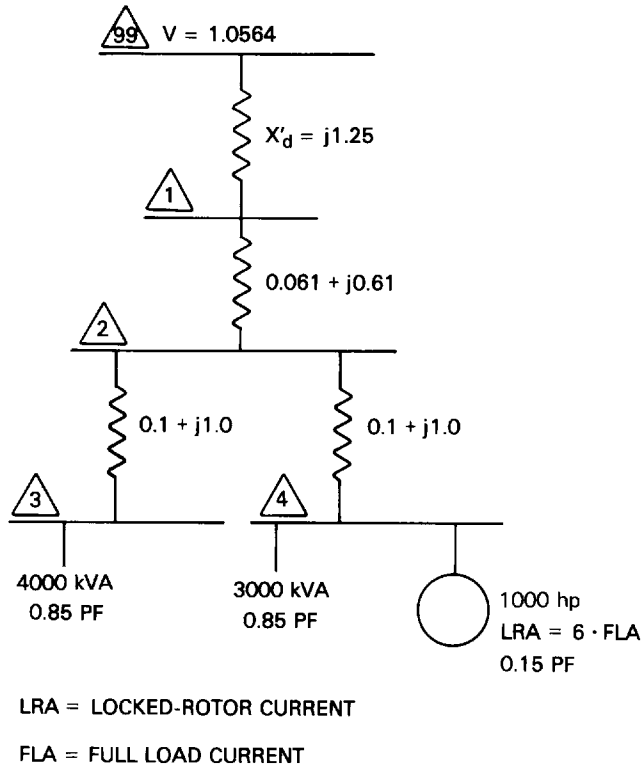 99 V = 1.0564
X'd = j1.25
1
0.061 + j0.61
2
0.1 + j1.0
0.1 + j1.0
3
4
4000 kVA
0.85 PF
3000 kVA
0.85 PF
1000 hp
LRA = 6 · FLA
0.15 PF
LRA = LOCKED-ROTOR CURRENT
FLA = FULL LOAD CURRENT